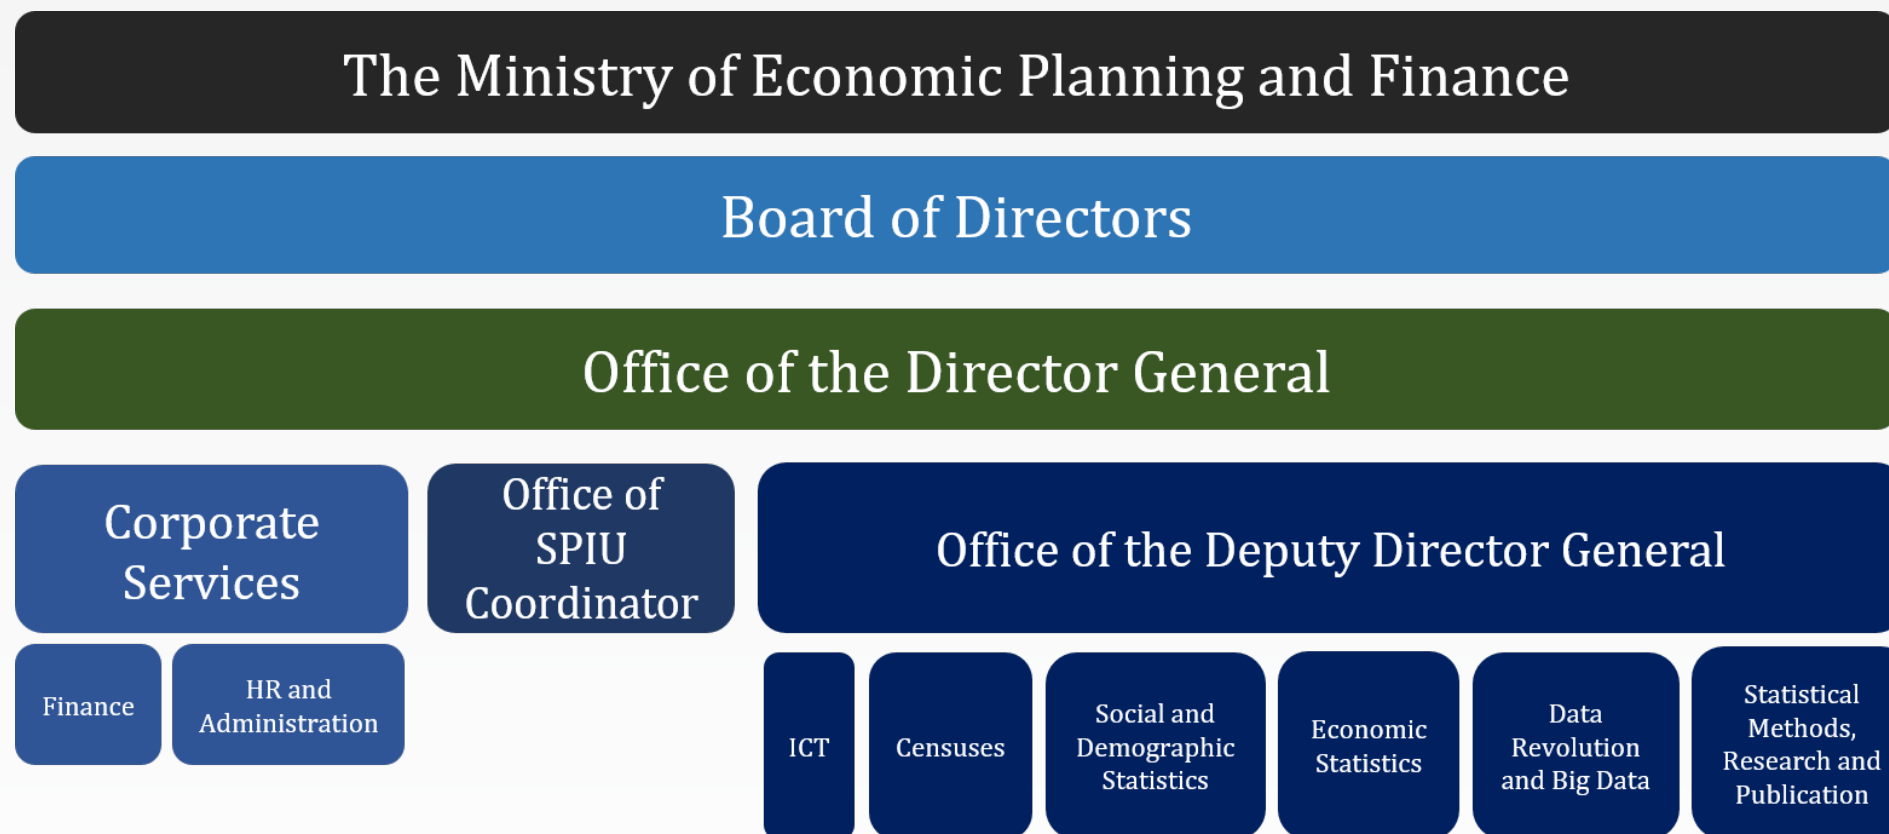 The Ministry of Economic Planning and Finance
Board of Directors
Office of the Director General
Corporate
Services
Office of
SPIU
Coordinator
Office of the Deputy Director General
Finance
HR and
Administration
ICT
Censuses
Social and
Demographic
Statistics
Economic
Statistics
Data
Revolution
and Big Data
Statistical
Methods,
Research and
Publication